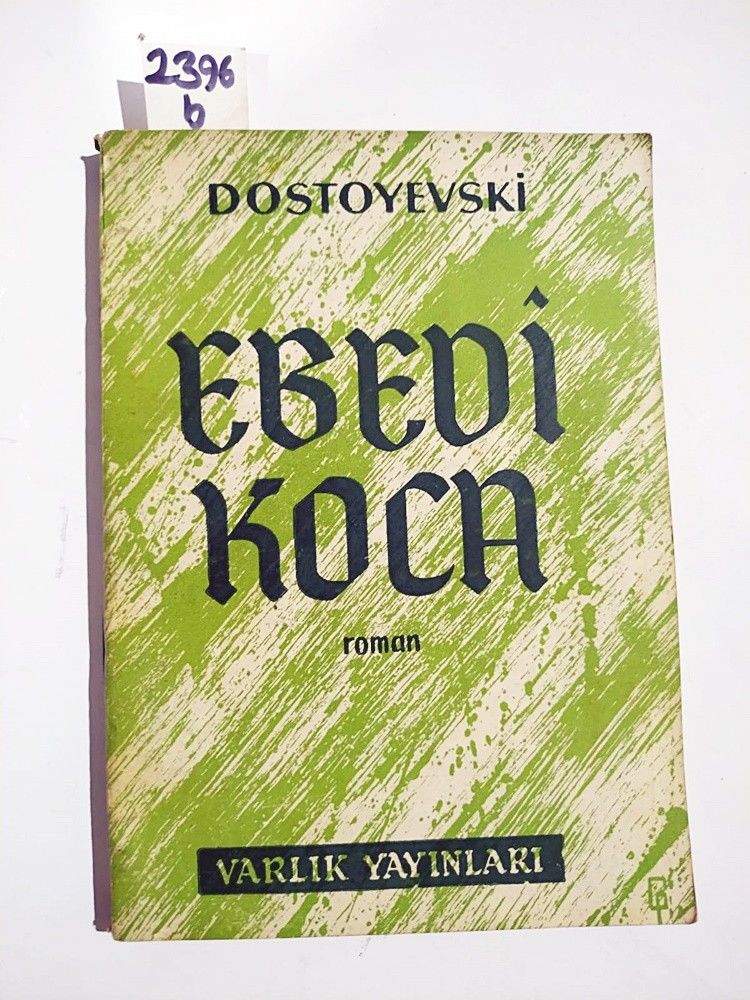 2396
b
DOSTOYEVSKİ
EBEDÎ
KOCA
roman
VARLIK YAYINLARI